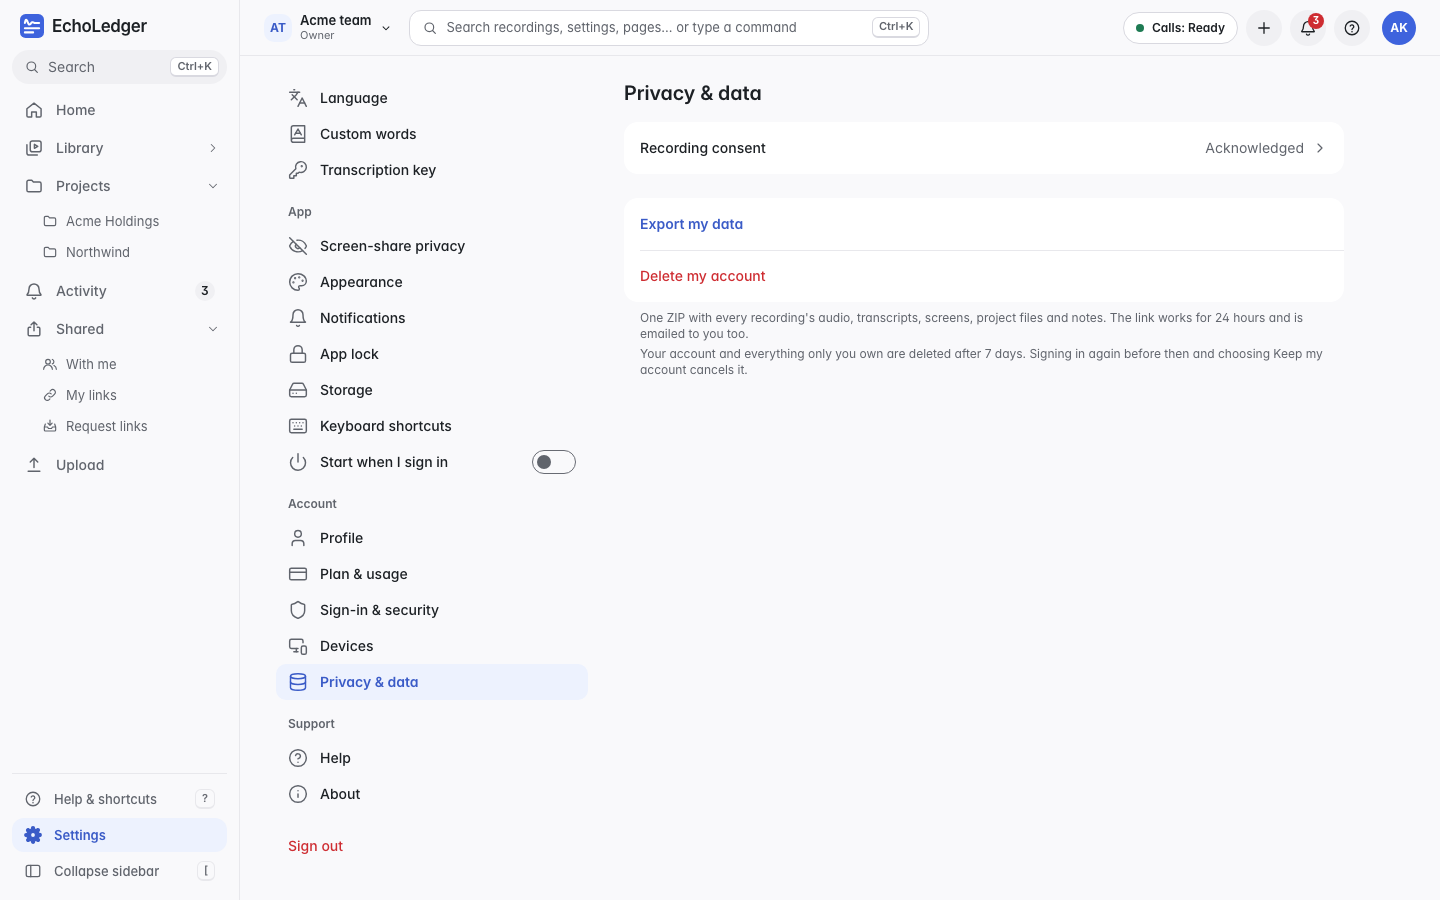 EchoLedger
Search
Ctrl+K
Home
Library
Projects
Acme Holdings
Northwind
Activity
3
Shared
With me
My links
Request links
Upload
Help & shortcuts
?
Settings
Collapse sidebar
[
AT
Acme team
Owner
Search recordings, settings, pages... or type a command
Ctrl+K
Calls: Ready
3
AK
Language
Custom words
Transcription key
App
Screen-share privacy
Appearance
Notifications
App lock
Storage
Keyboard shortcuts
Start when I sign in
Account
Profile
Plan & usage
Sign-in & security
Devices
Privacy & data
Support
Help
About
Sign out
Privacy & data
Recording consent
Acknowledged
Export my data
Delete my account
One ZIP with every recording's audio, transcripts, screens, project files and notes. The link works for 24 hours and is
emailed to you too.
Your account and everything only you own are deleted after 7 days. Signing in again before then and choosing Keep my
account cancels it.